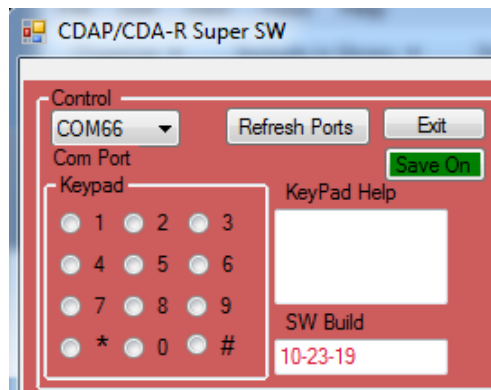 CDAP/CDA-R Super SW
Control
COM66
Refresh Ports
Exit
Com Port
Save On
Keypad
KeyPad Help
1 2 3
4 5 6
7 8 9
* 0 #
SW Build
10-23-19